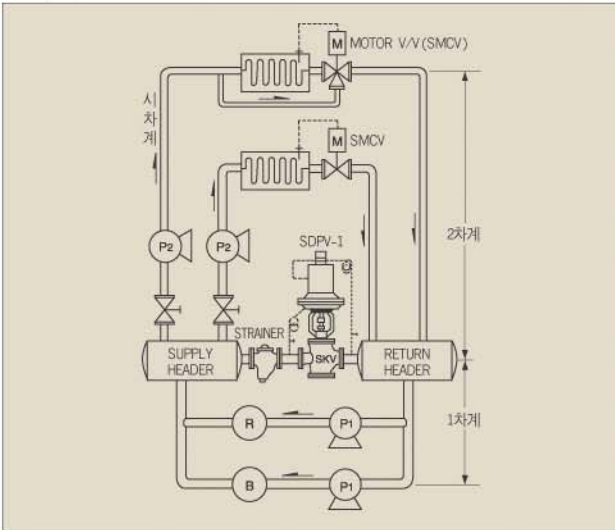 M MOTOR V/V(SMCV)
시차계
M SMCV
P2
P2
SDPV-I
2차계
STRAINER
SUPPLY HEADER
SKV
RETURN HEADER
R
P1
1차계
B
P1